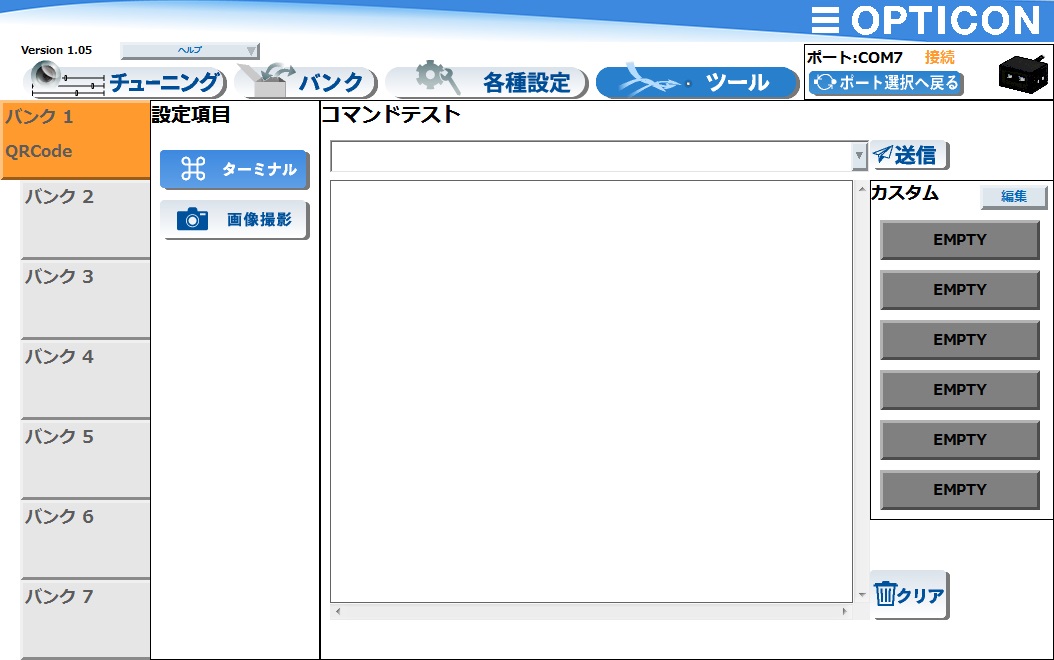 OPTICON
Version 1.05
ヘルプ
ポート:COM7 接続
チューニング
バンク
各種設定
ツール
ポート選択へ戻る
バンク 1
QRCode
バンク 2
バンク 3
バンク 4
バンク 5
バンク 6
バンク 7
設定項目
ターミナル
画像撮影
コマンドテスト
送信
カスタム
編集
EMPTY
EMPTY
EMPTY
EMPTY
EMPTY
EMPTY
クリア